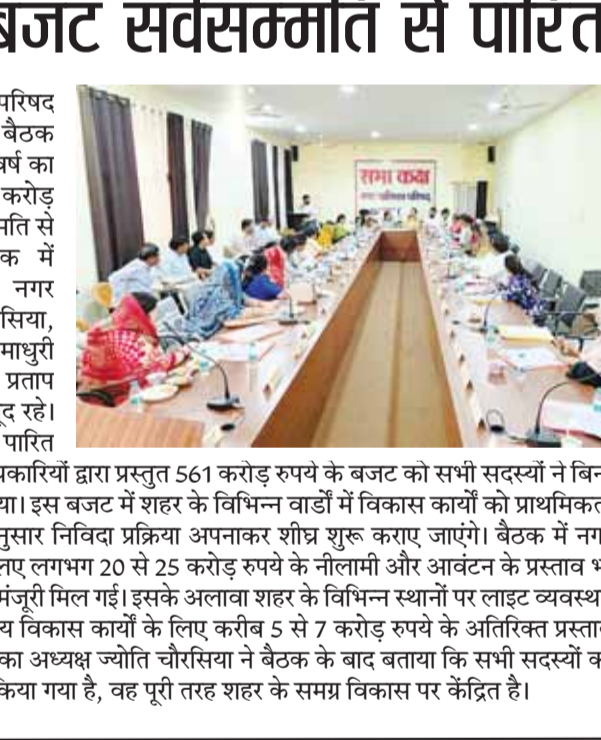 बजट सर्वसम्मति से पारित
परिषद
बैठक
वर्ष का
करोड़
मति से
क में
नगर
सिया,
माधुरी
प्रताप
ूद रहे।
पारित
सभा कक्ष
धिकारियों द्वारा प्रस्तुत 561 करोड़ रुपये के बजट को सभी सदस्यों ने बिन
या। इस बजट में शहर के विभिन्न वार्डों में विकास कार्यों को प्राथमिकत
नुसार निविदा प्रक्रिया अपनाकर शीघ्र शुरू कराए जाएंगे। बैठक में नग
लए लगभग 20 से 25 करोड़ रुपये के नीलामी और आवंटन के प्रस्ताव भ
मंजूरी मिल गई। इसके अलावा शहर के विभिन्न स्थानों पर लाइट व्यवस्थ
य विकास कार्यों के लिए करीब 5 से 7 करोड़ रुपये के अतिरिक्त प्रस्ता
का अध्यक्ष ज्योति चौरसिया ने बैठक के बाद बताया कि सभी सदस्यों क
किया गया है, वह पूरी तरह शहर के समग्र विकास पर केंद्रित है।